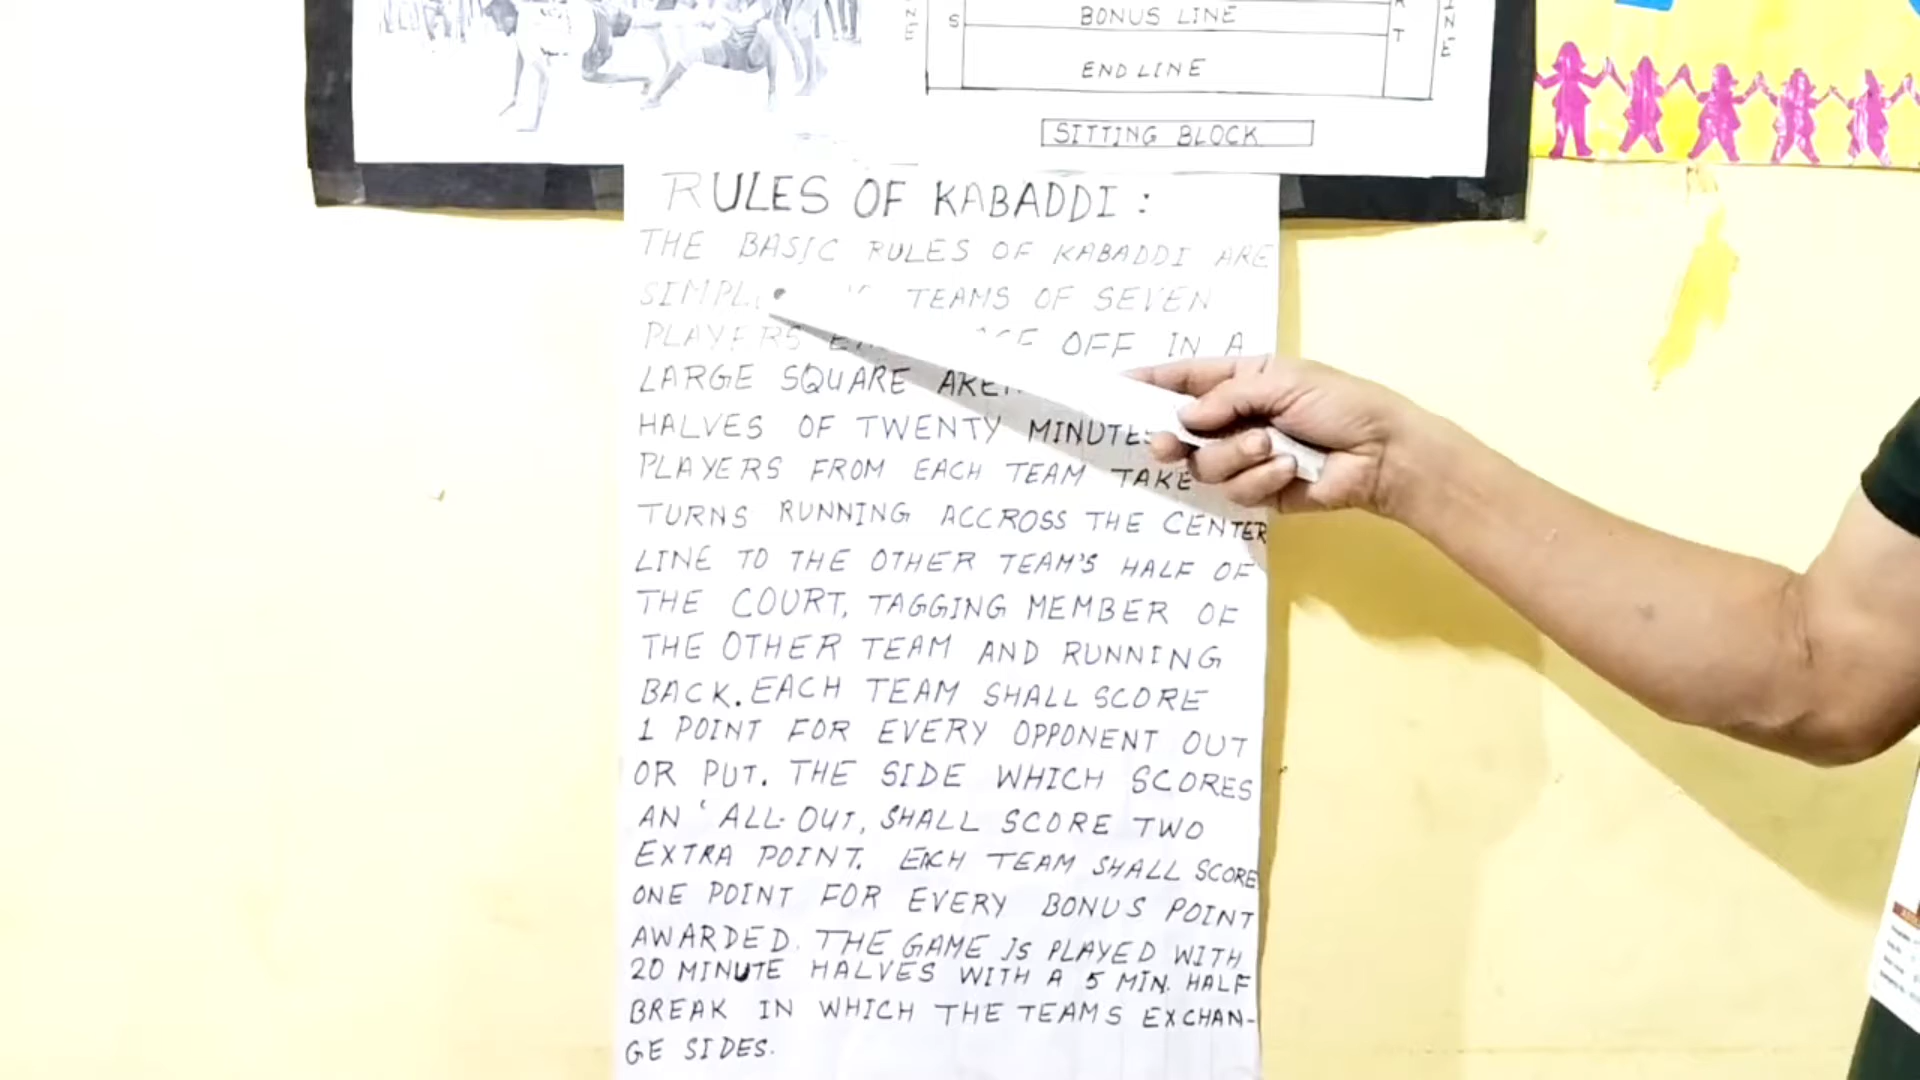 BONUS LINE
END LINE
SITTING BLOCK
RULES OF KABADDI :
THE BASIC RULES OF KABADDI ARE
TEAMS OF SEVEN
PLAYERS OFF IN A
LARGE SQUARE
HALVES OF TWENTY
PLAYERS FROM EACH TEAM TAKE
TURNS RUNNING ACCROSS THE CENTER
LINE TO THE OTHER TEAM'S HALF OF
THE COURT, TAGGING MEMBER OF
THE OTHER TEAM AND RUNNING
BACK. EACH TEAM SHALL SCORE
1 POINT FOR EVERY OPPONENT OUT
OR PUT. THE SIDE WHICH SCORES
AN ' ALL-OUT, SHALL SCORE TWO
EXTRA POINT. EACH TEAM SHALL SCORE
ONE POINT FOR EVERY BONUS POINT
AWARDED. THE GAME IS PLAYED WITH
20 MINUTE HALVES WITH A 5 MIN. HALF
BREAK IN WHICH THE TEAMS EXCHAN-
GE SIDES.